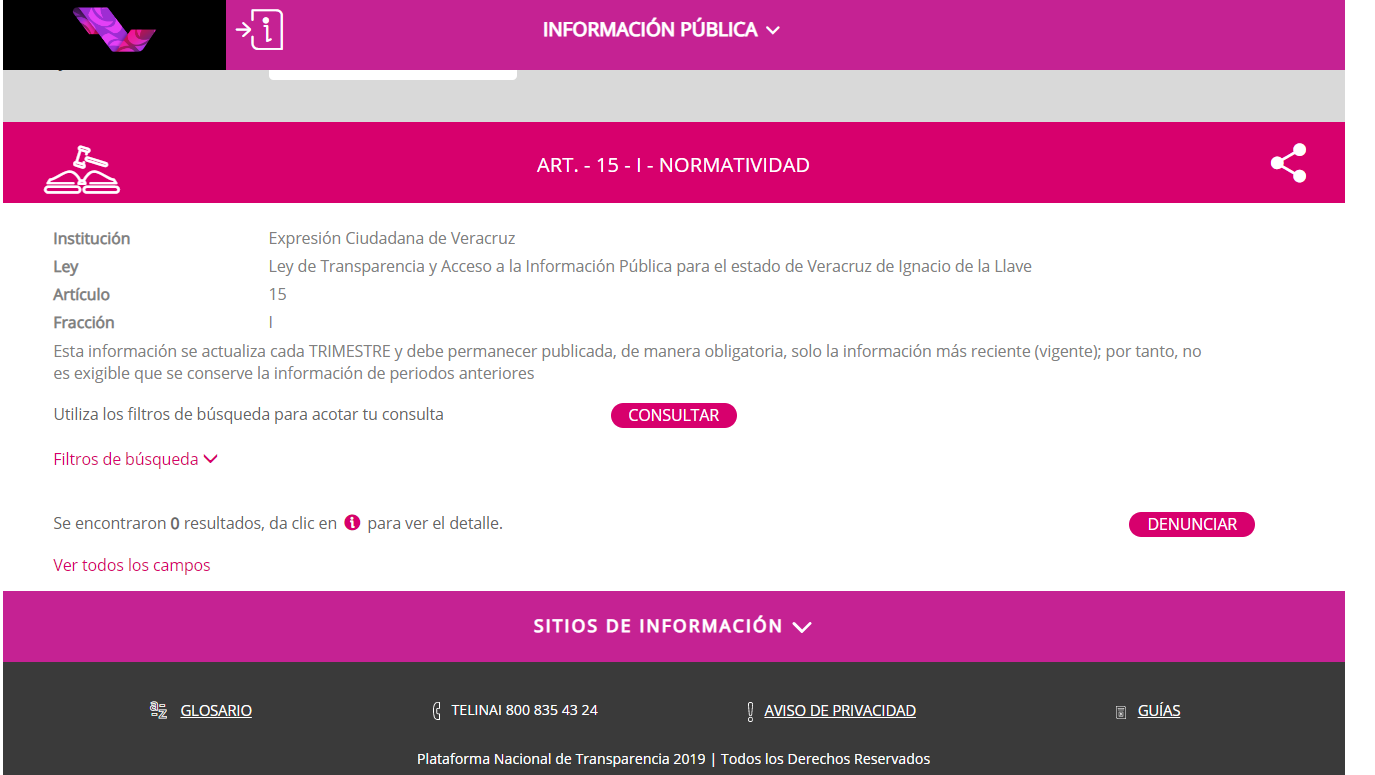 INFORMACIÓN PÚBLICA
ART. - 15 - I - NORMATIVIDAD
Institución Expresión Ciudadana de Veracruz
Ley Ley de Transparencia y Acceso a la Información Pública para el estado de Veracruz de Ignacio de la Llave
Artículo 15
Fracción I
Esta información se actualiza cada TRIMESTRE y debe permanecer publicada, de manera obligatoria, solo la información más reciente (vigente); por tanto, no
es exigible que se conserve la información de periodos anteriores
Utiliza los filtros de búsqueda para acotar tu consulta CONSULTAR
Filtros de búsqueda
Se encontraron 0 resultados, da clic en i para ver el detalle. DENUNCIAR
Ver todos los campos
SITIOS DE INFORMACIÓN
GLOSARIO TELINAI 800 835 43 24 AVISO DE PRIVACIDAD GUÍAS
Plataforma Nacional de Transparencia 2019 | Todos los Derechos Reservados